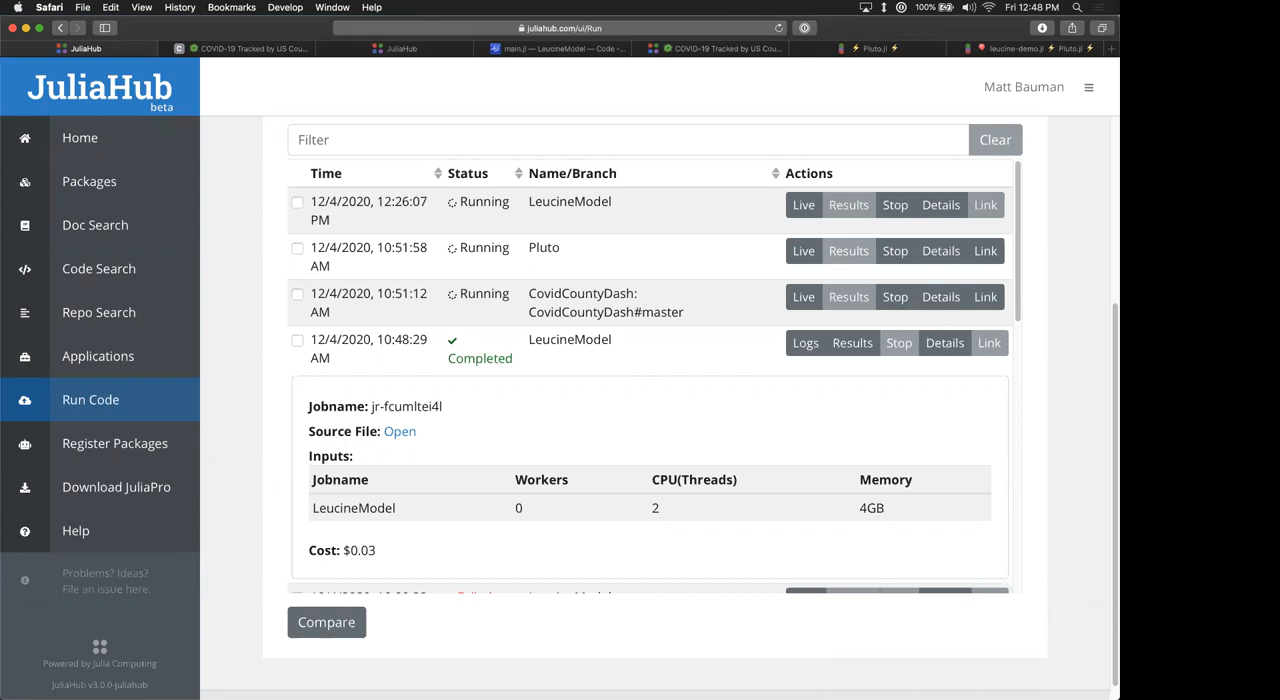 Safari File Edit View History Bookmarks Develop Window Help 100% Fri 12:48 PM
juliahub.com/ui/Run
JuliaHub COVID-19 Tracked by US Cou... JuliaHub main.jl — LeucineModel — Code -... COVID-19 Tracked by US Cou... Pluto.jl leucine-demo.jl Pluto.jl
JuliaHub
beta
Matt Bauman
Home
Packages
Doc Search
Code Search
Repo Search
Applications
Run Code
Register Packages
Download JuliaPro
Help
Problems? Ideas?
File an issue here.
Powered by Julia Computing
JuliaHub v3.0.0-juliahub
Filter Clear
Time Status Name/Branch Actions
12/4/2020, 12:26:07 Running LeucineModel Live Results Stop Details Link
PM
12/4/2020, 10:51:58 Running Pluto Live Results Stop Details Link
AM
12/4/2020, 10:51:12 Running CovidCountyDash: Live Results Stop Details Link
AM CovidCountyDash#master
12/4/2020, 10:48:29 LeucineModel Logs Results Stop Details Link
AM Completed
Jobname: jr-fcumltei4l
Source File: Open
Inputs:
Jobname Workers CPU(Threads) Memory
LeucineModel 0 2 4GB
Cost: $0.03
Compare